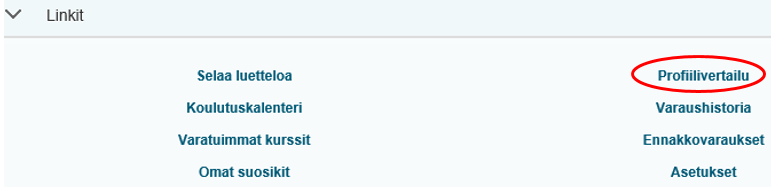 Linkit
Selaa luetteloa
Profiilivertailu
Koulutuskalenteri
Varaushistoria
Varatuimmat kurssit
Ennakkovaraukset
Omat suosikit
Asetukset